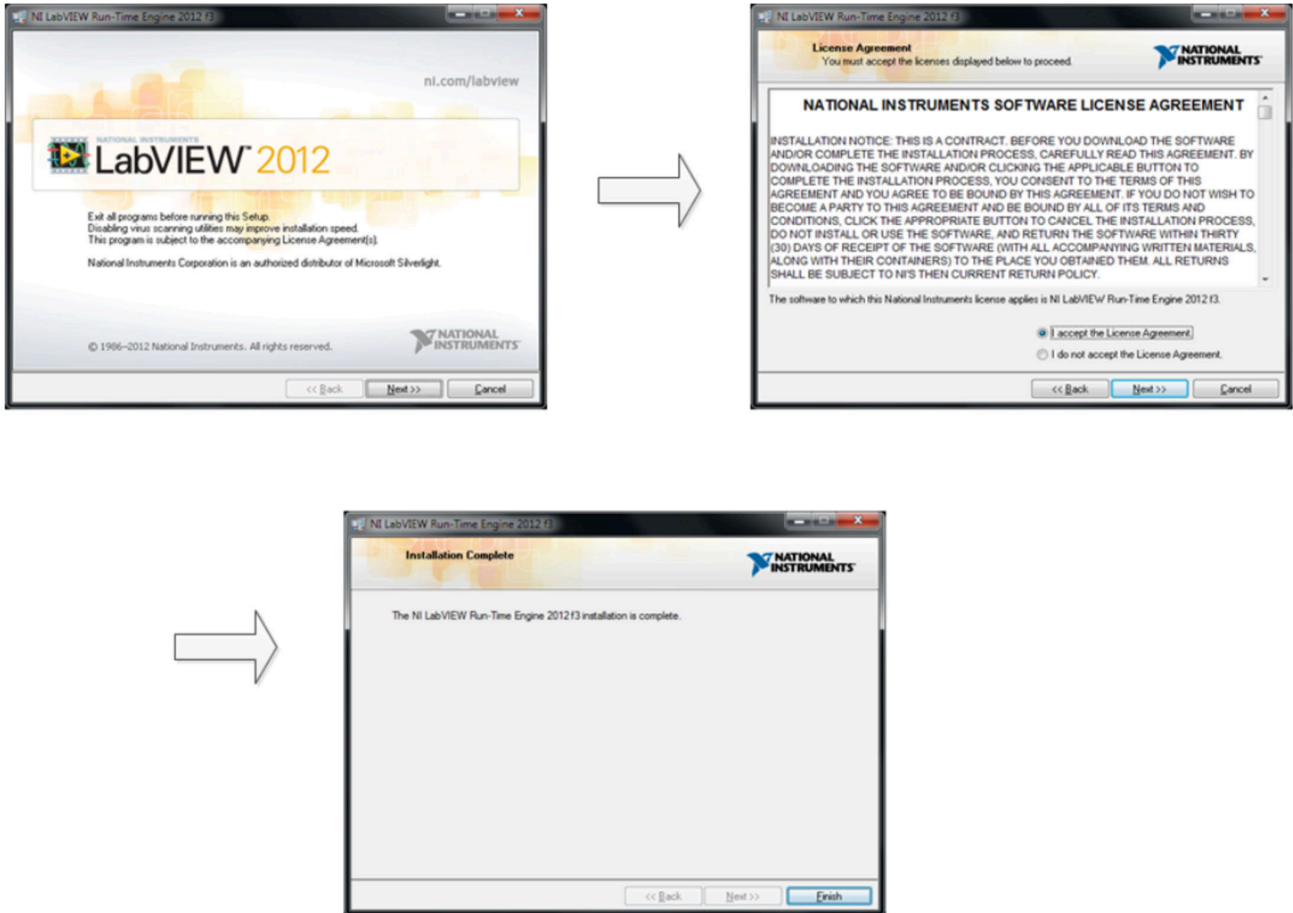 NI LabVIEW Run-Time Engine 2012 f3
ni.com/labview
NATIONAL INSTRUMENTS
LabVIEW™ 2012
Exit all programs before running this Setup.
Disabling virus scanning utilities may improve installation speed.
This program is subject to the accompanying License Agreement(s).
National Instruments Corporation is an authorized distributor of Microsoft Silverlight.
© 1986–2012 National Instruments. All rights reserved.
NATIONAL
INSTRUMENTS
<< Back
Next >>
Cancel
NI LabVIEW Run-Time Engine 2012 f3
License Agreement
You must accept the licenses displayed below to proceed.
NATIONAL
INSTRUMENTS
NATIONAL INSTRUMENTS SOFTWARE LICENSE AGREEMENT
INSTALLATION NOTICE: THIS IS A CONTRACT. BEFORE YOU DOWNLOAD THE SOFTWARE
AND/OR COMPLETE THE INSTALLATION PROCESS, CAREFULLY READ THIS AGREEMENT. BY
DOWNLOADING THE SOFTWARE AND/OR CLICKING THE APPLICABLE BUTTON TO
COMPLETE THE INSTALLATION PROCESS, YOU CONSENT TO THE TERMS OF THIS
AGREEMENT AND YOU AGREE TO BE BOUND BY THIS AGREEMENT. IF YOU DO NOT WISH TO
BECOME A PARTY TO THIS AGREEMENT AND BE BOUND BY ALL OF ITS TERMS AND
CONDITIONS, CLICK THE APPROPRIATE BUTTON TO CANCEL THE INSTALLATION PROCESS,
DO NOT INSTALL OR USE THE SOFTWARE, AND RETURN THE SOFTWARE WITHIN THIRTY
(30) DAYS OF RECEIPT OF THE SOFTWARE (WITH ALL ACCOMPANYING WRITTEN MATERIALS,
ALONG WITH THEIR CONTAINERS) TO THE PLACE YOU OBTAINED THEM. ALL RETURNS
SHALL BE SUBJECT TO NI'S THEN CURRENT RETURN POLICY.
The software to which this National Instruments license applies is NI LabVIEW Run-Time Engine 2012 f3.
I accept the License Agreement.
I do not accept the License Agreement.
<< Back
Next >>
Cancel
NI LabVIEW Run-Time Engine 2012 f3
Installation Complete
NATIONAL
INSTRUMENTS
The NI LabVIEW Run-Time Engine 2012 f3 installation is complete.
<< Back
Next >>
Finish